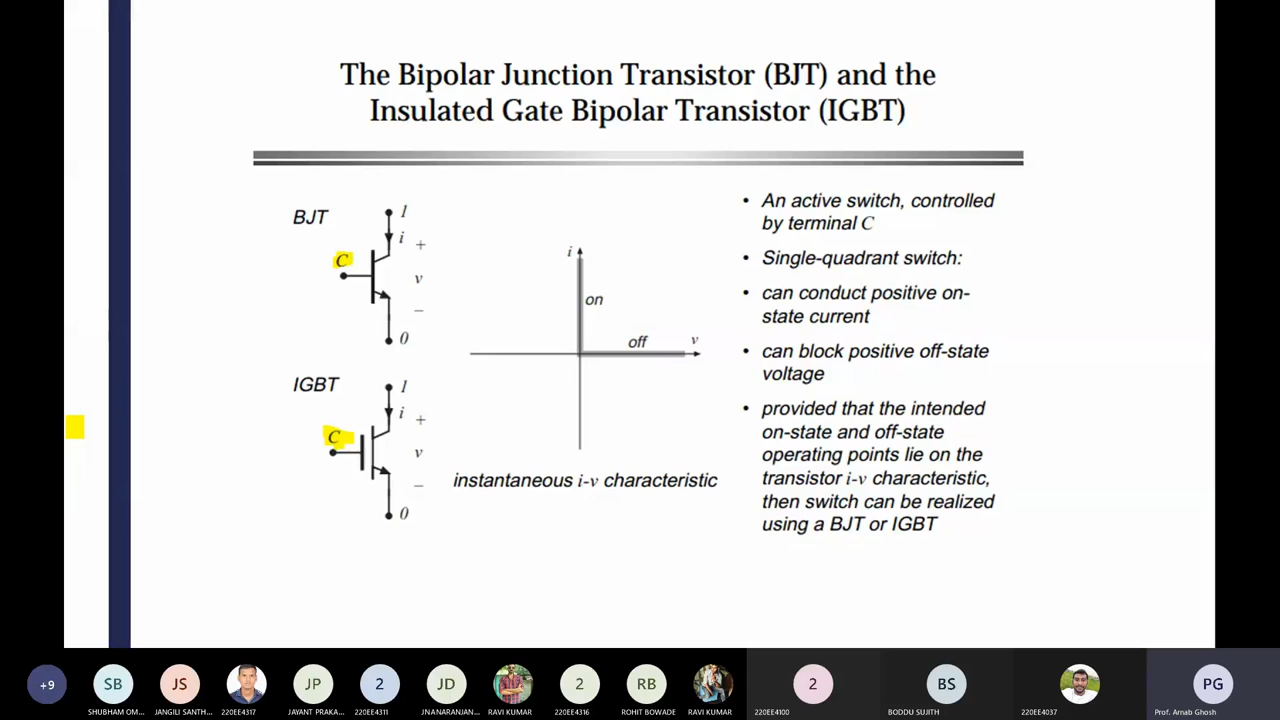 The Bipolar Junction Transistor (BJT) and the
Insulated Gate Bipolar Transistor (IGBT)
BJT
1
i
+
C
v
–
0
IGBT
1
i
+
C
v
–
0
i
on
off
v
instantaneous i-v characteristic
• An active switch, controlled
by terminal C
• Single-quadrant switch:
• can conduct positive on-
state current
• can block positive off-state
voltage
• provided that the intended
on-state and off-state
operating points lie on the
transistor i-v characteristic,
then switch can be realized
using a BJT or IGBT
+9
SB
JS
JP
2
JD
2
RB
2
BS
PG
SHUBHAM OM...
JANGILI SANTH...
220EE4317
JAYANT PRAKA...
220EE4311
JNANARANJAN...
RAVI KUMAR
220EE4316
ROHIT BOWADE
RAVI KUMAR
220EE4100
BODDU SUJITH
220EE4037
Prof. Arnab Ghosh